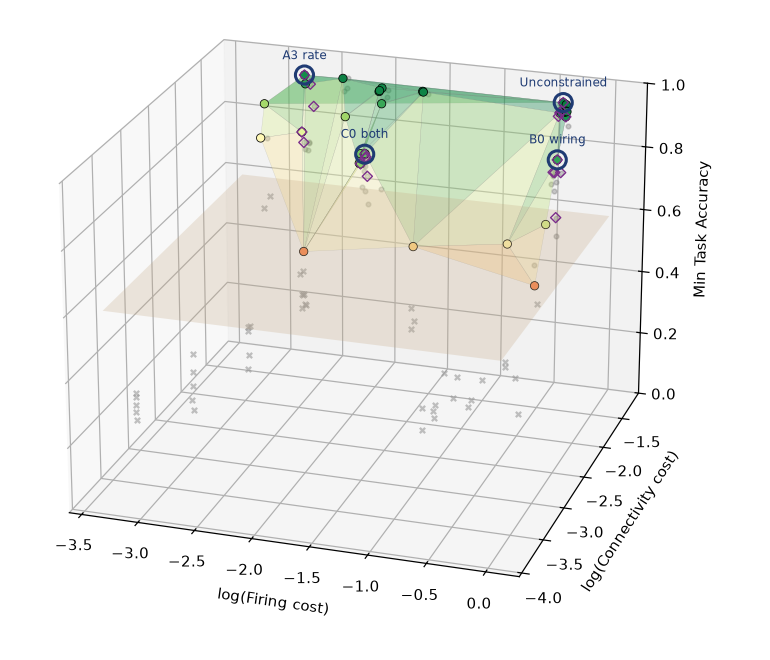 A3 rate
Unconstrained
C0 both
B0 wiring
1.0
0.8
0.6
0.4
0.2
0.0
Min Task Accuracy
−1.5
−2.0
−2.5
−3.0
−3.5
−4.0
log(Connectivity cost)
−3.5
−3.0
−2.5
−2.0
−1.5
−1.0
−0.5
0.0
log(Firing cost)